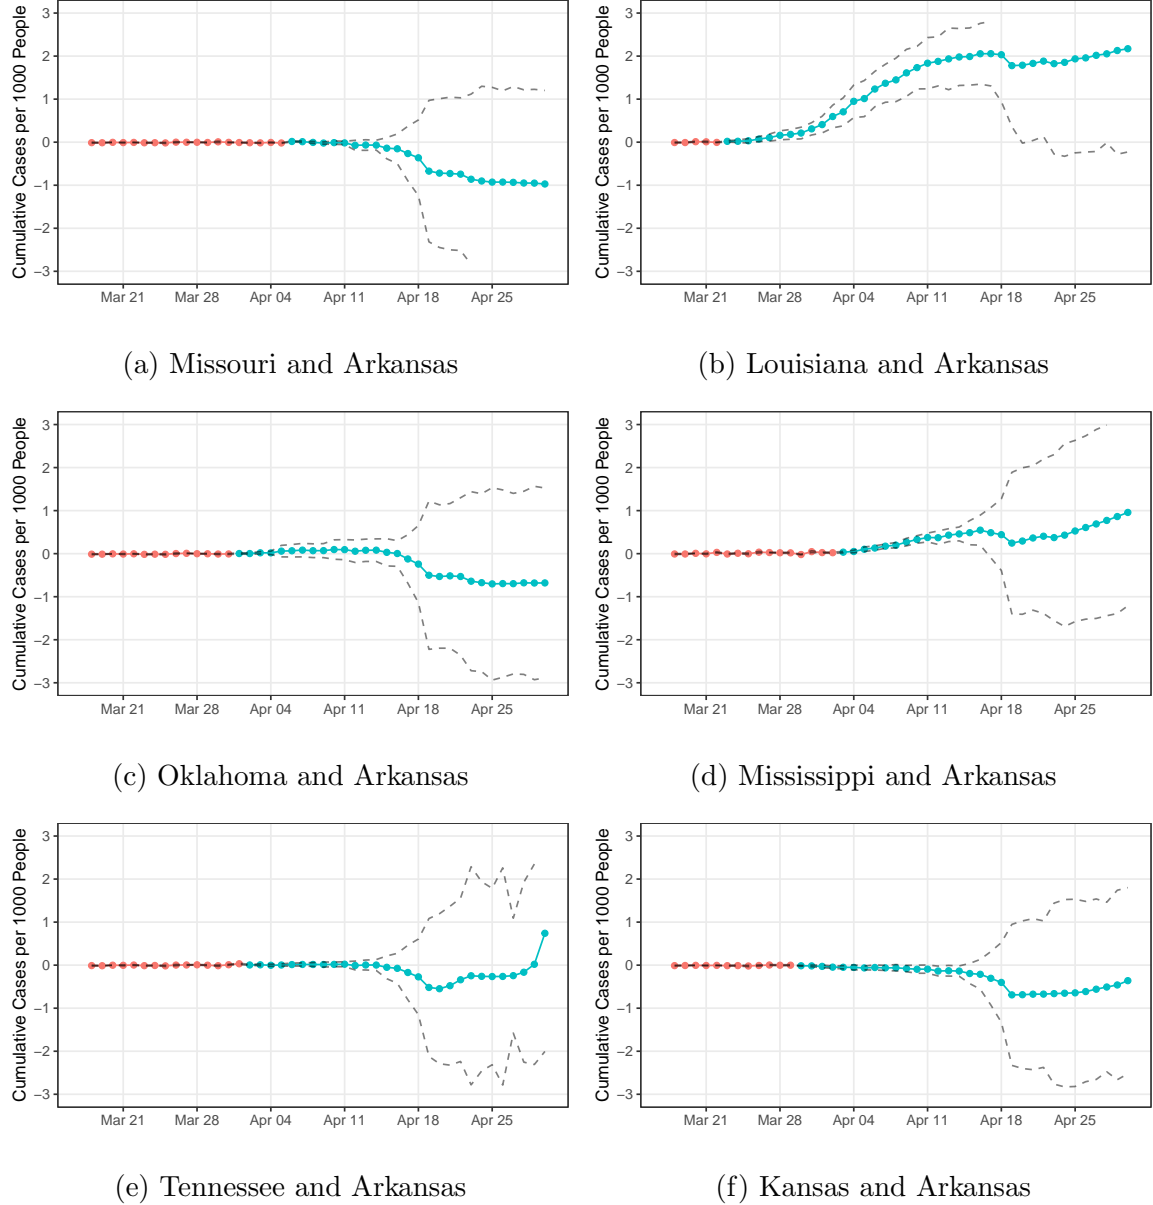 Cumulative Cases per 1000 People
3
2
1
0
−1
−2
−3
Mar 21 Mar 28 Apr 04 Apr 11 Apr 18 Apr 25
(a) Missouri and Arkansas
Cumulative Cases per 1000 People
3
2
1
0
−1
−2
−3
Mar 21 Mar 28 Apr 04 Apr 11 Apr 18 Apr 25
(b) Louisiana and Arkansas
Cumulative Cases per 1000 People
3
2
1
0
−1
−2
−3
Mar 21 Mar 28 Apr 04 Apr 11 Apr 18 Apr 25
(c) Oklahoma and Arkansas
Cumulative Cases per 1000 People
3
2
1
0
−1
−2
−3
Mar 21 Mar 28 Apr 04 Apr 11 Apr 18 Apr 25
(d) Mississippi and Arkansas
Cumulative Cases per 1000 People
3
2
1
0
−1
−2
−3
Mar 21 Mar 28 Apr 04 Apr 11 Apr 18 Apr 25
(e) Tennessee and Arkansas
Cumulative Cases per 1000 People
3
2
1
0
−1
−2
−3
Mar 21 Mar 28 Apr 04 Apr 11 Apr 18 Apr 25
(f) Kansas and Arkansas